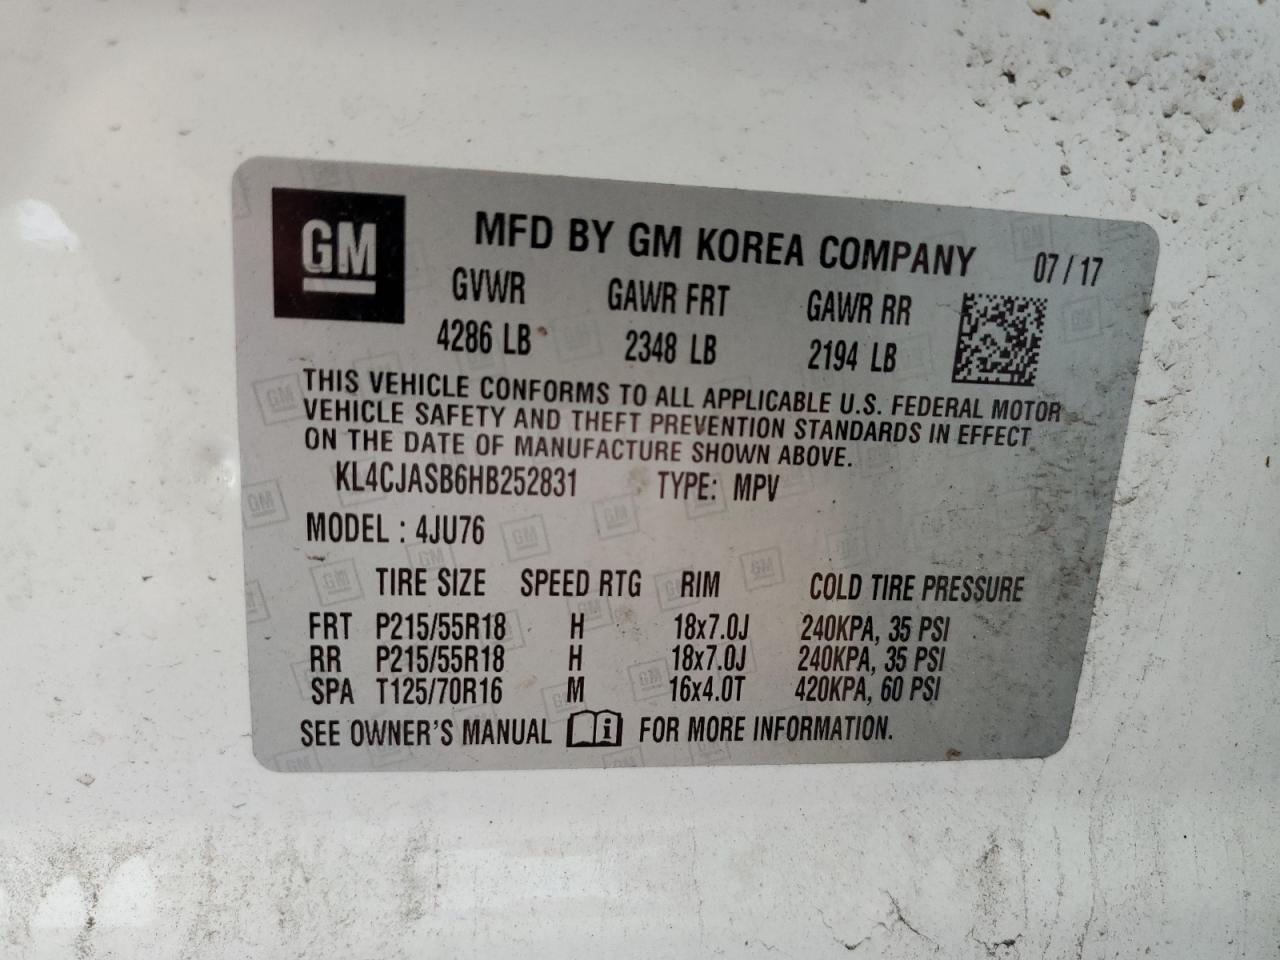 GM
MFD BY GM KOREA COMPANY 07/17
GVWR GAWR FRT GAWR RR
4286 LB 2348 LB 2194 LB
THIS VEHICLE CONFORMS TO ALL APPLICABLE U.S. FEDERAL MOTOR
VEHICLE SAFETY AND THEFT PREVENTION STANDARDS IN EFFECT
ON THE DATE OF MANUFACTURE SHOWN ABOVE.
KL4CJASB6HB252831 TYPE: MPV
MODEL : 4JU76
TIRE SIZE SPEED RTG RIM COLD TIRE PRESSURE
FRT P215/55R18 H 18x7.0J 240KPA, 35 PSI
RR P215/55R18 H 18x7.0J 240KPA, 35 PSI
SPA T125/70R16 M 16x4.0T 420KPA, 60 PSI
SEE OWNER'S MANUAL i FOR MORE INFORMATION.